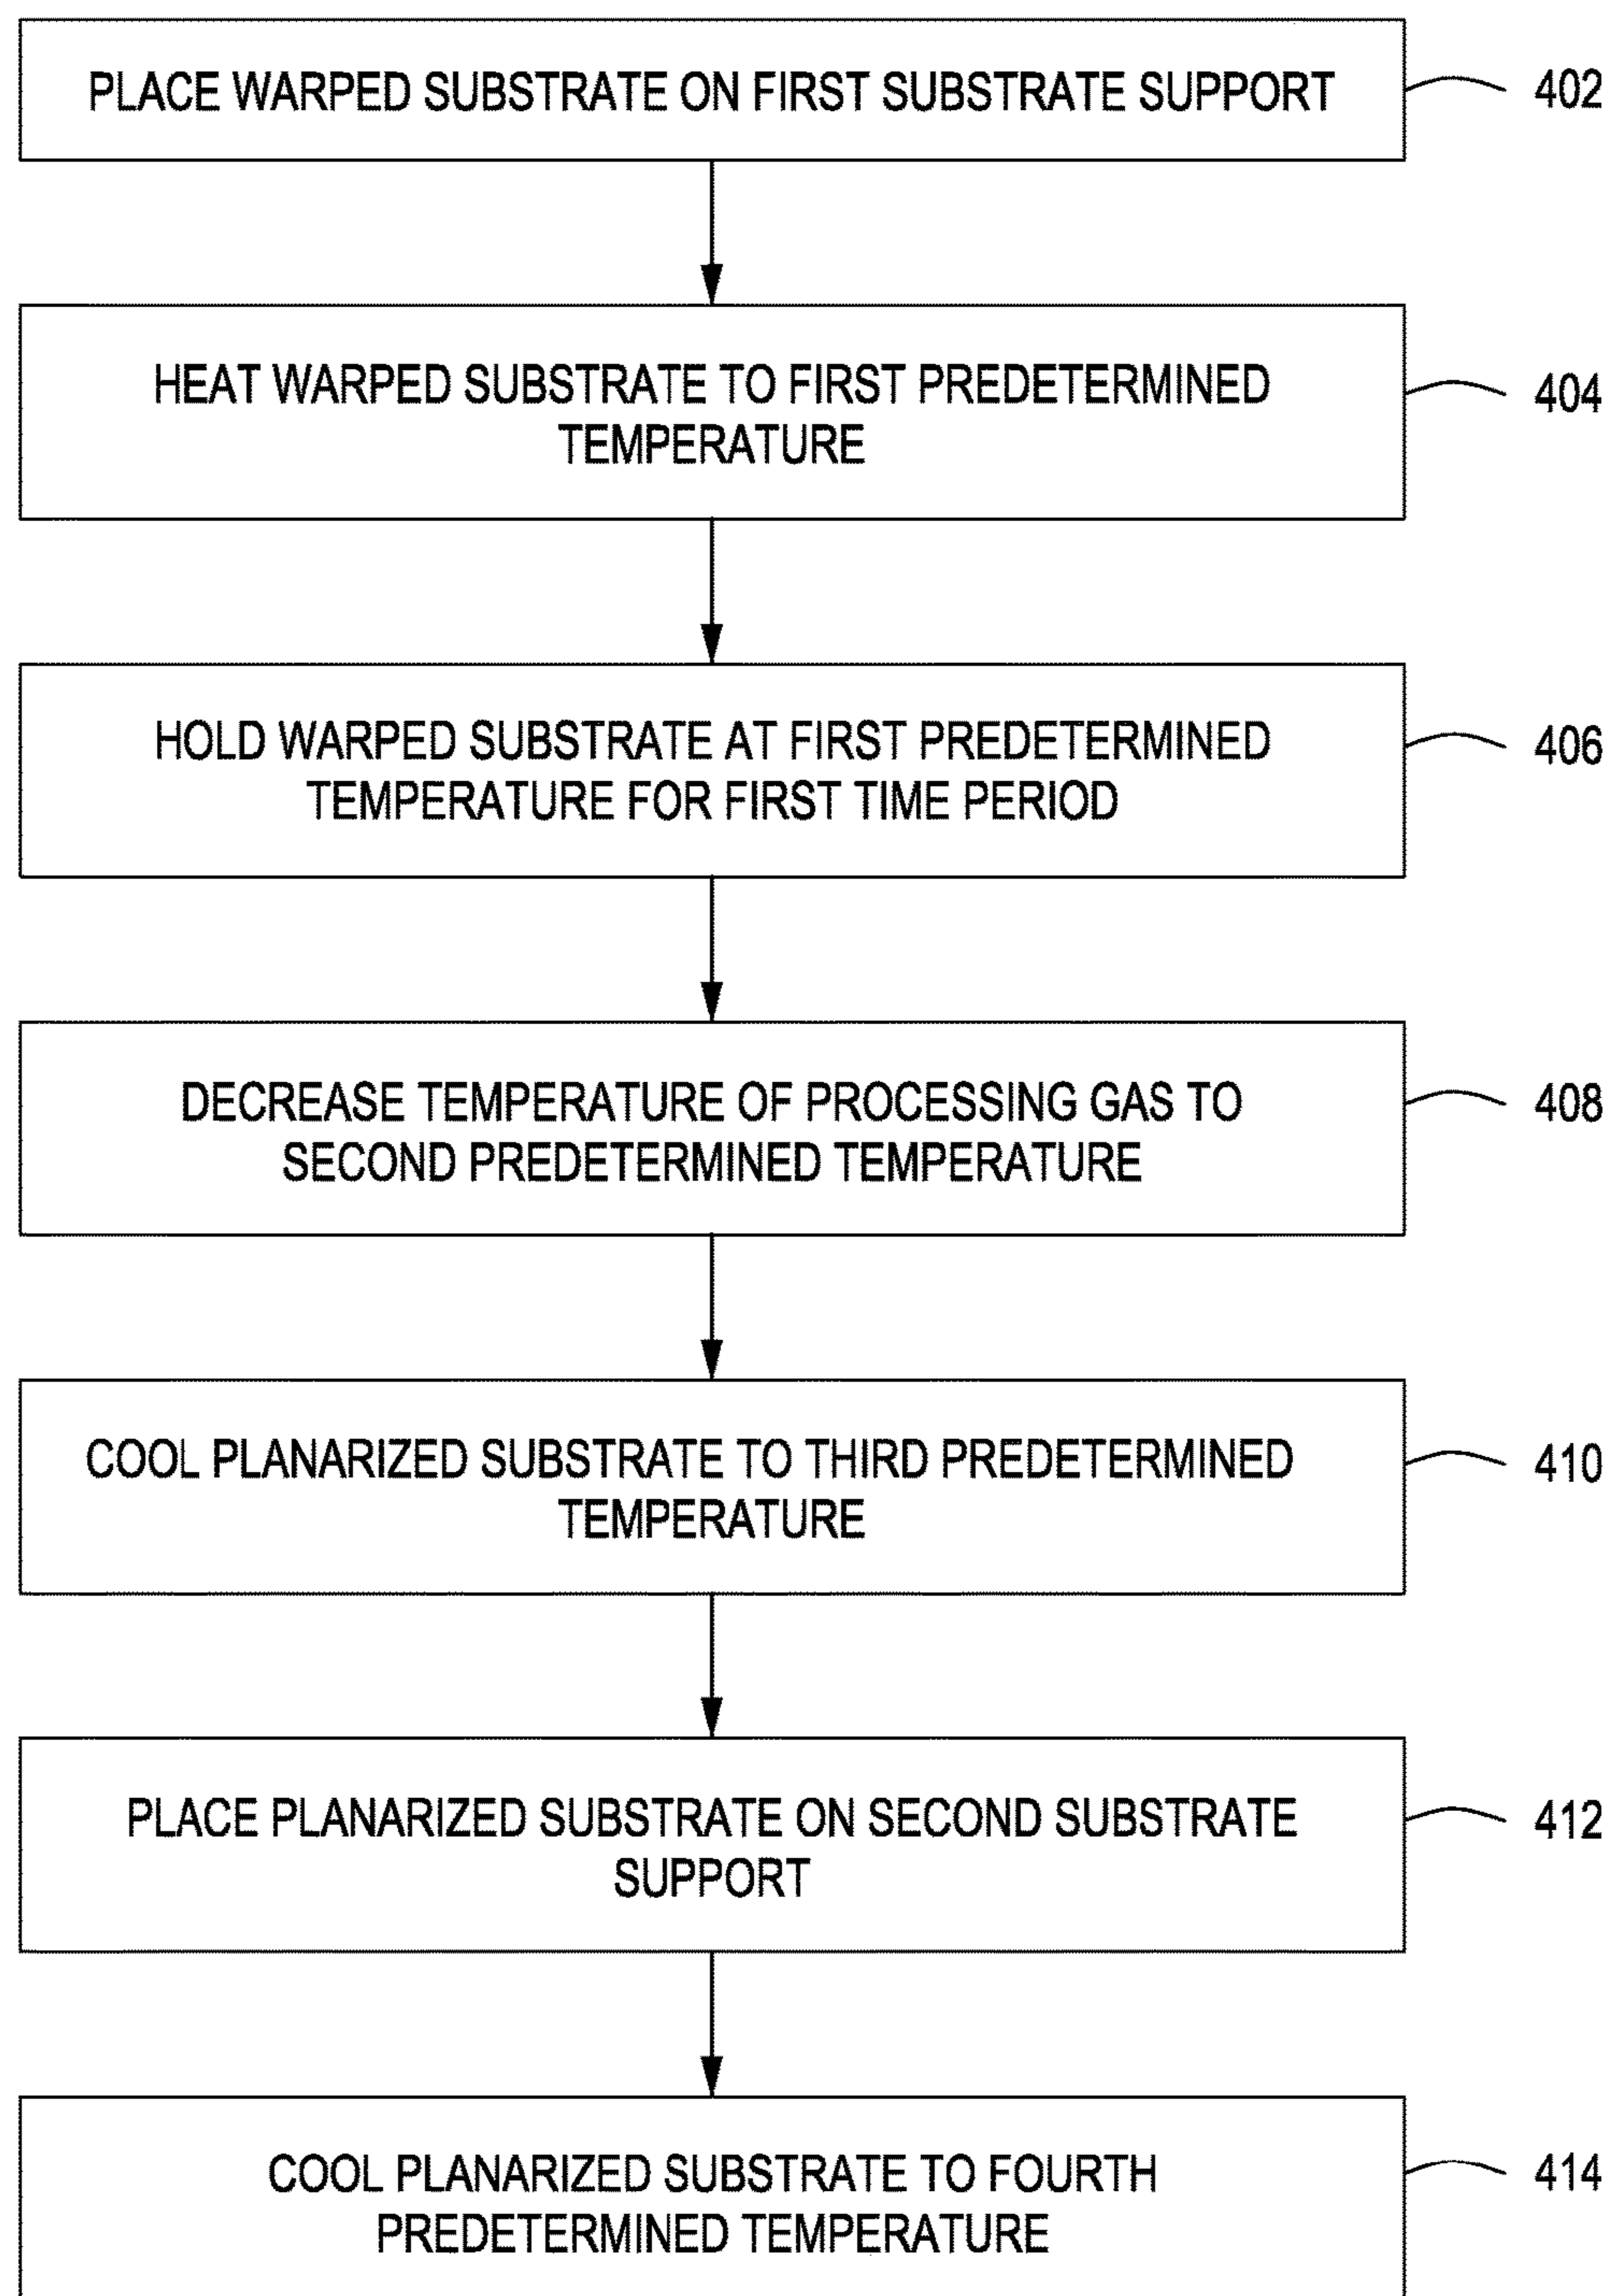 PLACE WARPED SUBSTRATE ON FIRST SUBSTRATE SUPPORT
402
HEAT WARPED SUBSTRATE TO FIRST PREDETERMINED
TEMPERATURE
404
HOLD WARPED SUBSTRATE AT FIRST PREDETERMINED
TEMPERATURE FOR FIRST TIME PERIOD
406
DECREASE TEMPERATURE OF PROCESSING GAS TO
SECOND PREDETERMINED TEMPERATURE
408
COOL PLANARIZED SUBSTRATE TO THIRD PREDETERMINED
TEMPERATURE
410
PLACE PLANARIZED SUBSTRATE ON SECOND SUBSTRATE
SUPPORT
412
COOL PLANARIZED SUBSTRATE TO FOURTH
PREDETERMINED TEMPERATURE
414